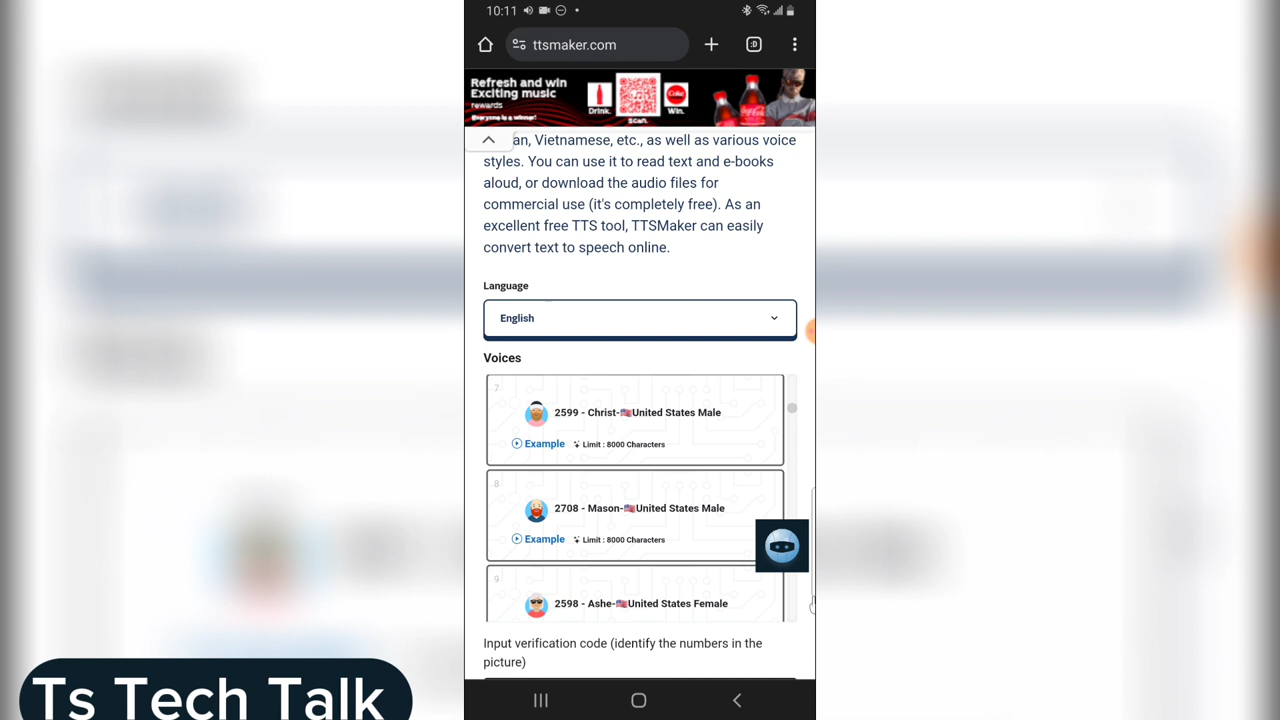 10:11
:D
ttsmaker.com
Refresh and win
Exciting music
rewards
Everyone is a winner!
Drink.
Scan.
Coke
Win.
an, Vietnamese, etc., as well as various voice
styles. You can use it to read text and e-books
aloud, or download the audio files for
commercial use (it's completely free). As an
excellent free TTS tool, TTSMaker can easily
convert text to speech online.
Language
English
Voices
7
2599 - Christ-🇺🇸United States Male
Example Limit : 8000 Characters
8
2708 - Mason-🇺🇸United States Male
Example Limit : 8000 Characters
9
2598 - Ashe-🇺🇸United States Female
Input verification code (identify the numbers in the
picture)
Ts Tech Talk